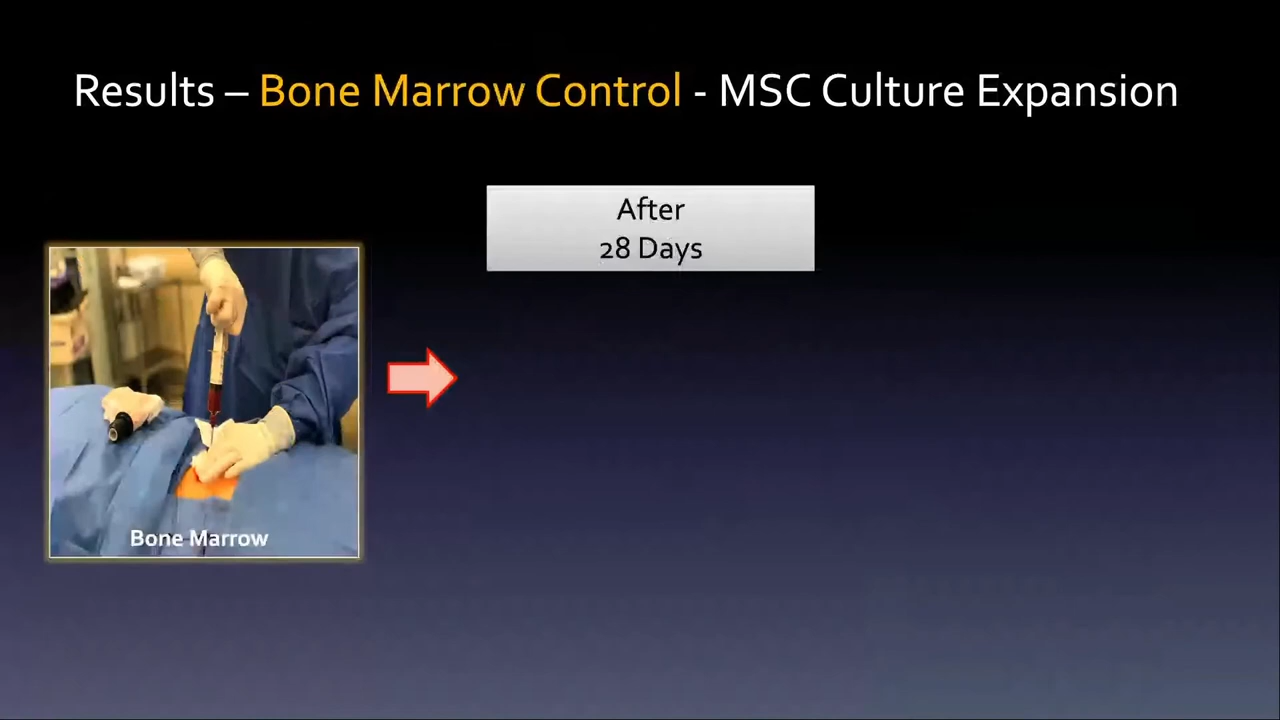 Results – Bone Marrow Control - MSC Culture Expansion
After
28 Days
Bone Marrow